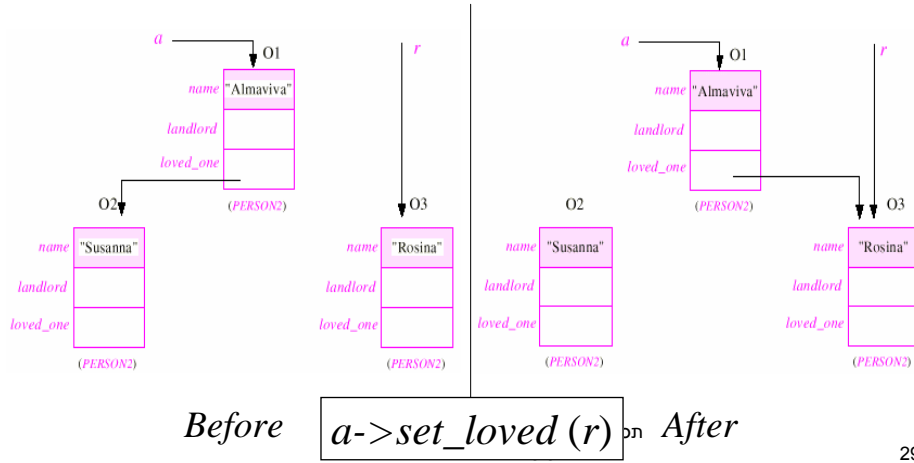 a
O1
r
name "Almaviva"
landlord
loved_one
(PERSON2)
O2
O3
name "Susanna"
landlord
loved_one
(PERSON2)
name "Rosina"
landlord
loved_one
(PERSON2)
a
O1
r
name "Almaviva"
landlord
loved_one
(PERSON2)
O2
O3
name "Susanna"
landlord
loved_one
(PERSON2)
name "Rosina"
landlord
loved_one
(PERSON2)
Before a->set_loved (r) תכ After
29